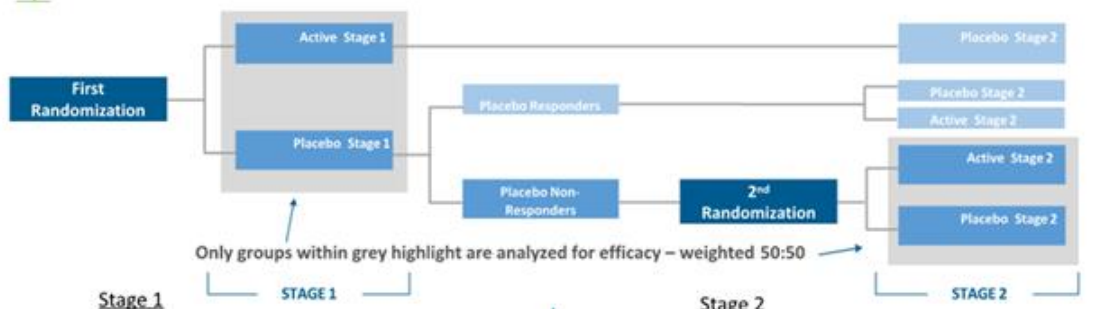 Active Stage 1
Placebo Stage 2
First
Randomization
Placebo Responders
Placebo Stage 2
Active Stage 2
Placebo Stage 1
Active Stage 2
Placebo Non-
Responders
2nd
Randomization
Placebo Stage 2
Only groups within grey highlight are analyzed for efficacy – weighted 50:50
STAGE 1
STAGE 2
Stage 1
Stage 2